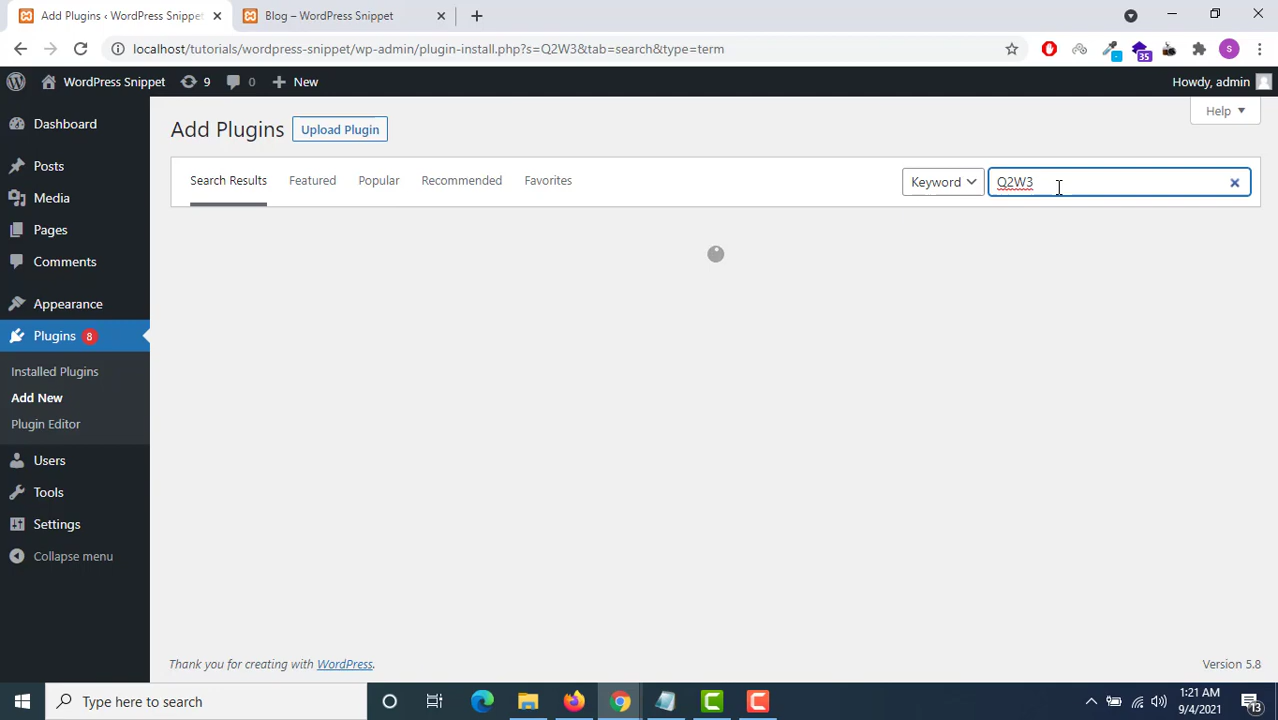 Add Plugins ‹ WordPress Snippet
Blog – WordPress Snippet
localhost/tutorials/wordpress-snippet/wp-admin/plugin-install.php?s=Q2W3&tab=search&type=term
35
S
WordPress Snippet
9
0
New
Howdy, admin
Dashboard
Posts
Media
Pages
Comments
Appearance
Plugins 8
Installed Plugins
Add New
Plugin Editor
Users
Tools
Settings
Collapse menu
Help
Add Plugins
Upload Plugin
Search Results
Featured
Popular
Recommended
Favorites
Keyword
Q2W3
Thank you for creating with WordPress.
Version 5.8
Type here to search
1:21 AM
9/4/2021
13